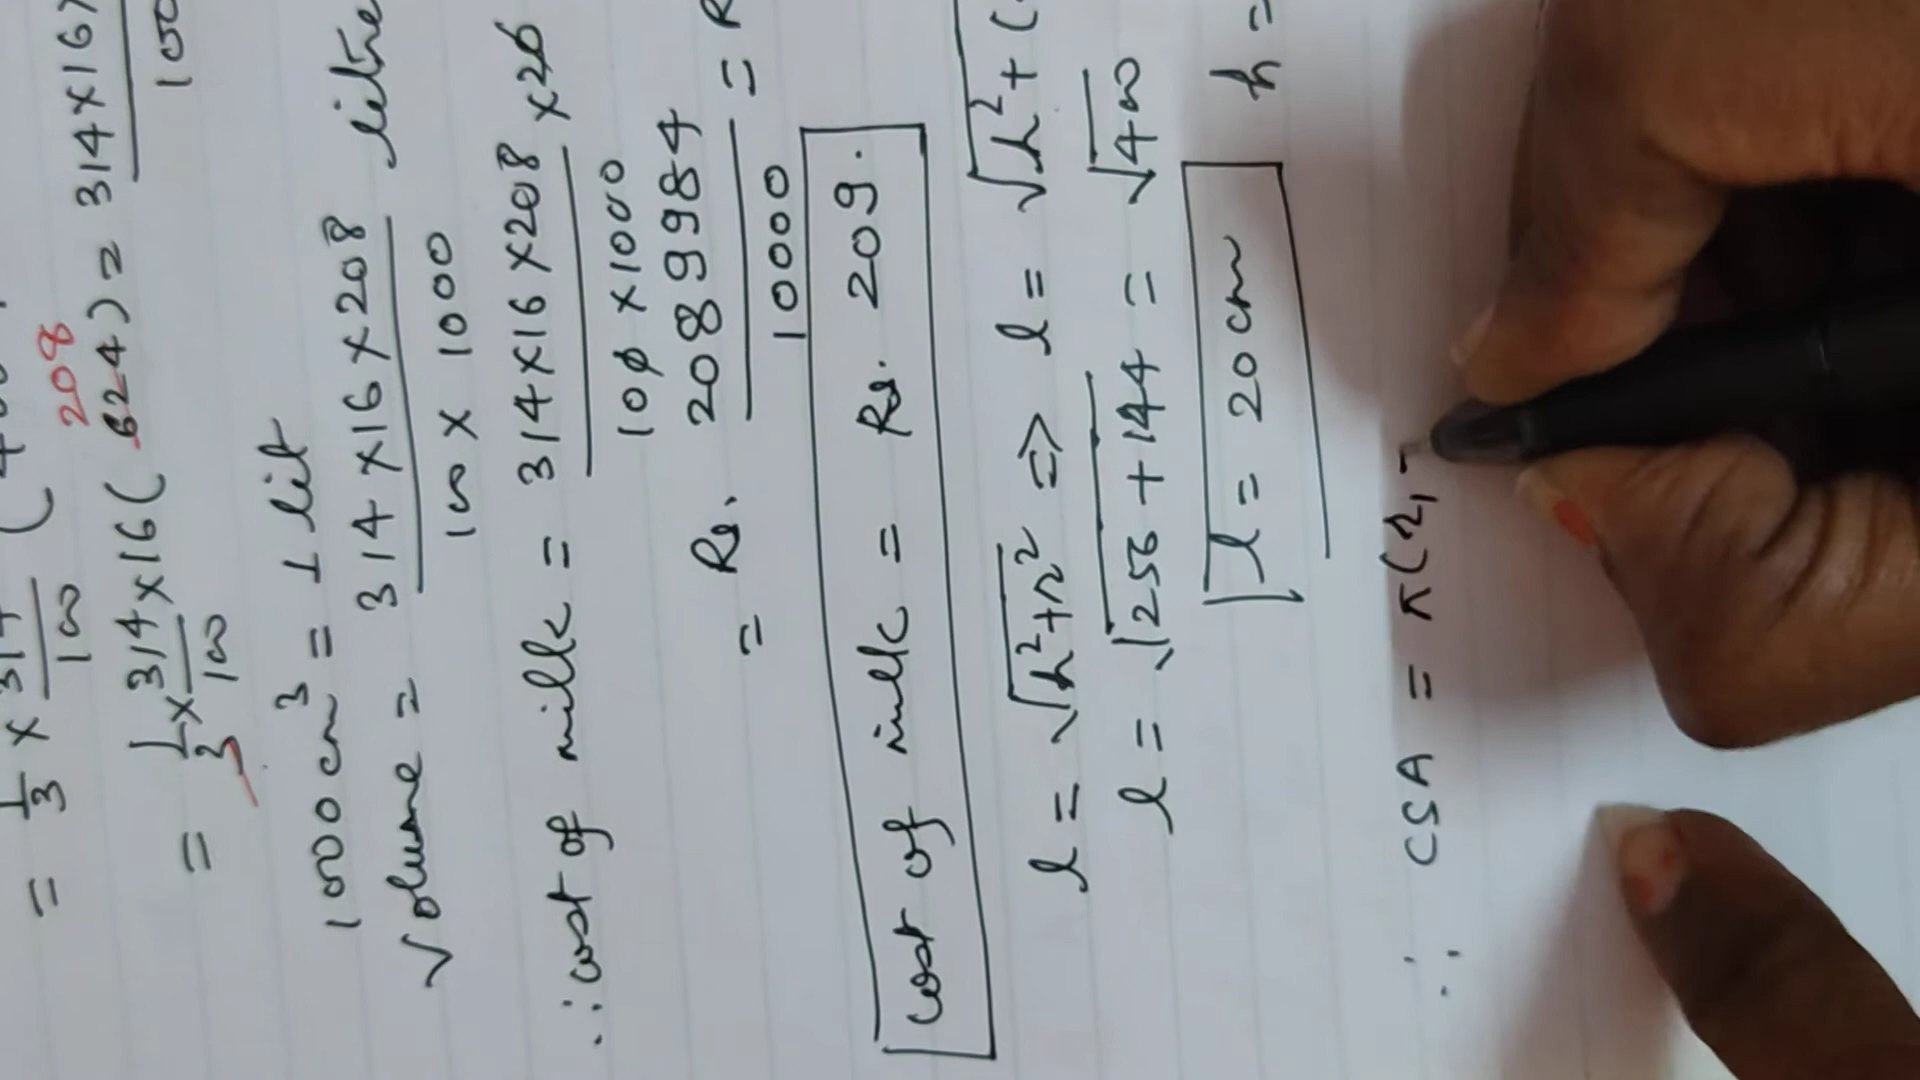 = 1/3 × 314/100 (
= 1/3 × 314/100 × 16 ( 624 ) = 314×16×
208
100
1000 cm³ = 1 lit
Volume = 314×16×208 / 100 × 1000 litre
∴ cost of milk = 314×16×208 / 100 ×1000 ×20
= Rs. 2089984 / 10000 =
cost of milk = Rs. 209.
l = √h²+r² => l = √h²+(
l = √256 + 144 = √400
l = 20 cm h =
∴ CSA = π(r₁ -